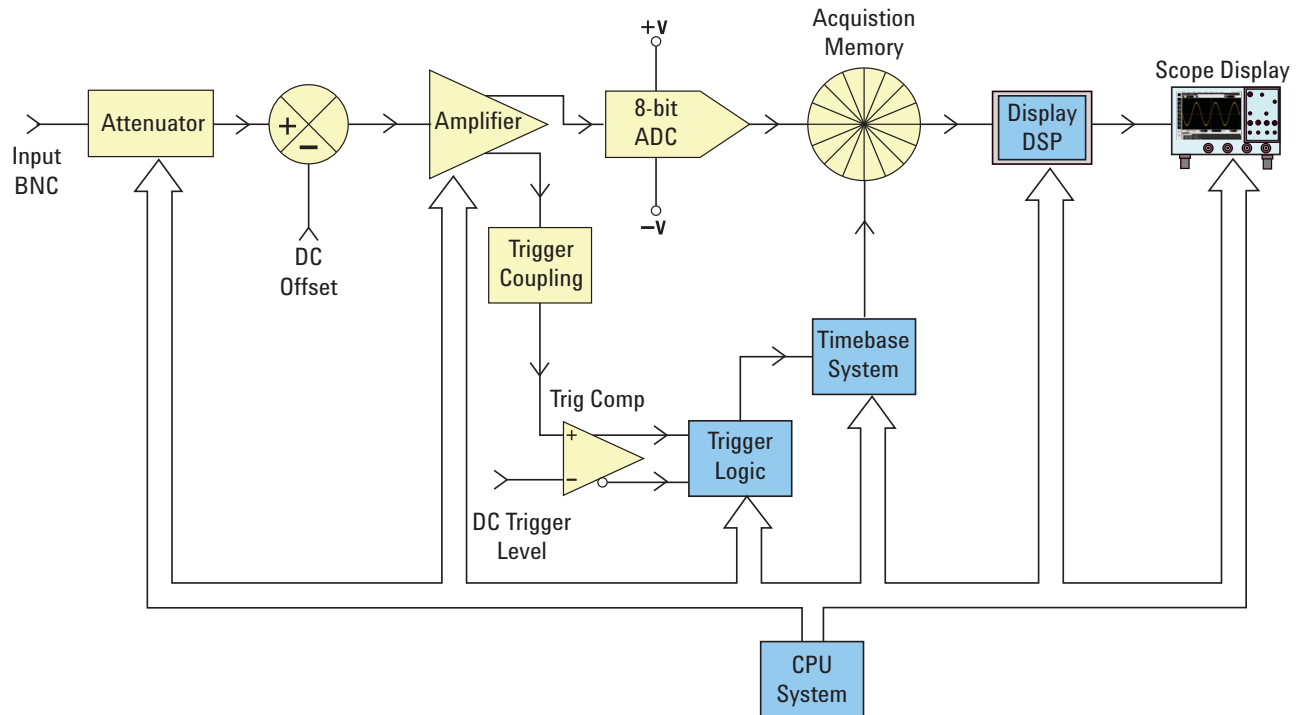 Input
BNC
Attenuator
+
−
DC
Offset
Amplifier
+v
8-bit
ADC
−v
Acquistion
Memory
Display
DSP
Scope Display
Trigger
Coupling
Timebase
System
Trig Comp
+
−
DC Trigger
Level
Trigger
Logic
CPU
System